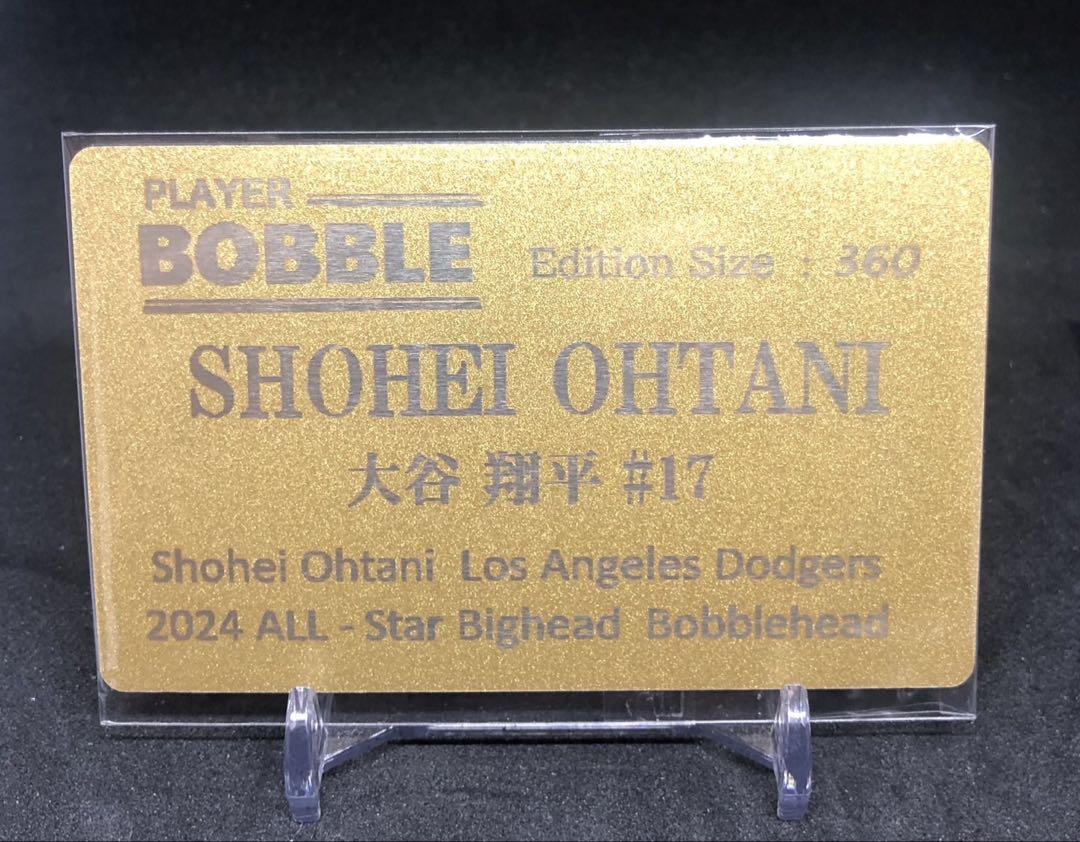 PLAYER
BOBBLE
Edition Size : 360
SHOHEI OHTANI
大谷 翔平 #17
Shohei Ohtani Los Angeles Dodgers
2024 ALL - Star Bighead Bobblehead